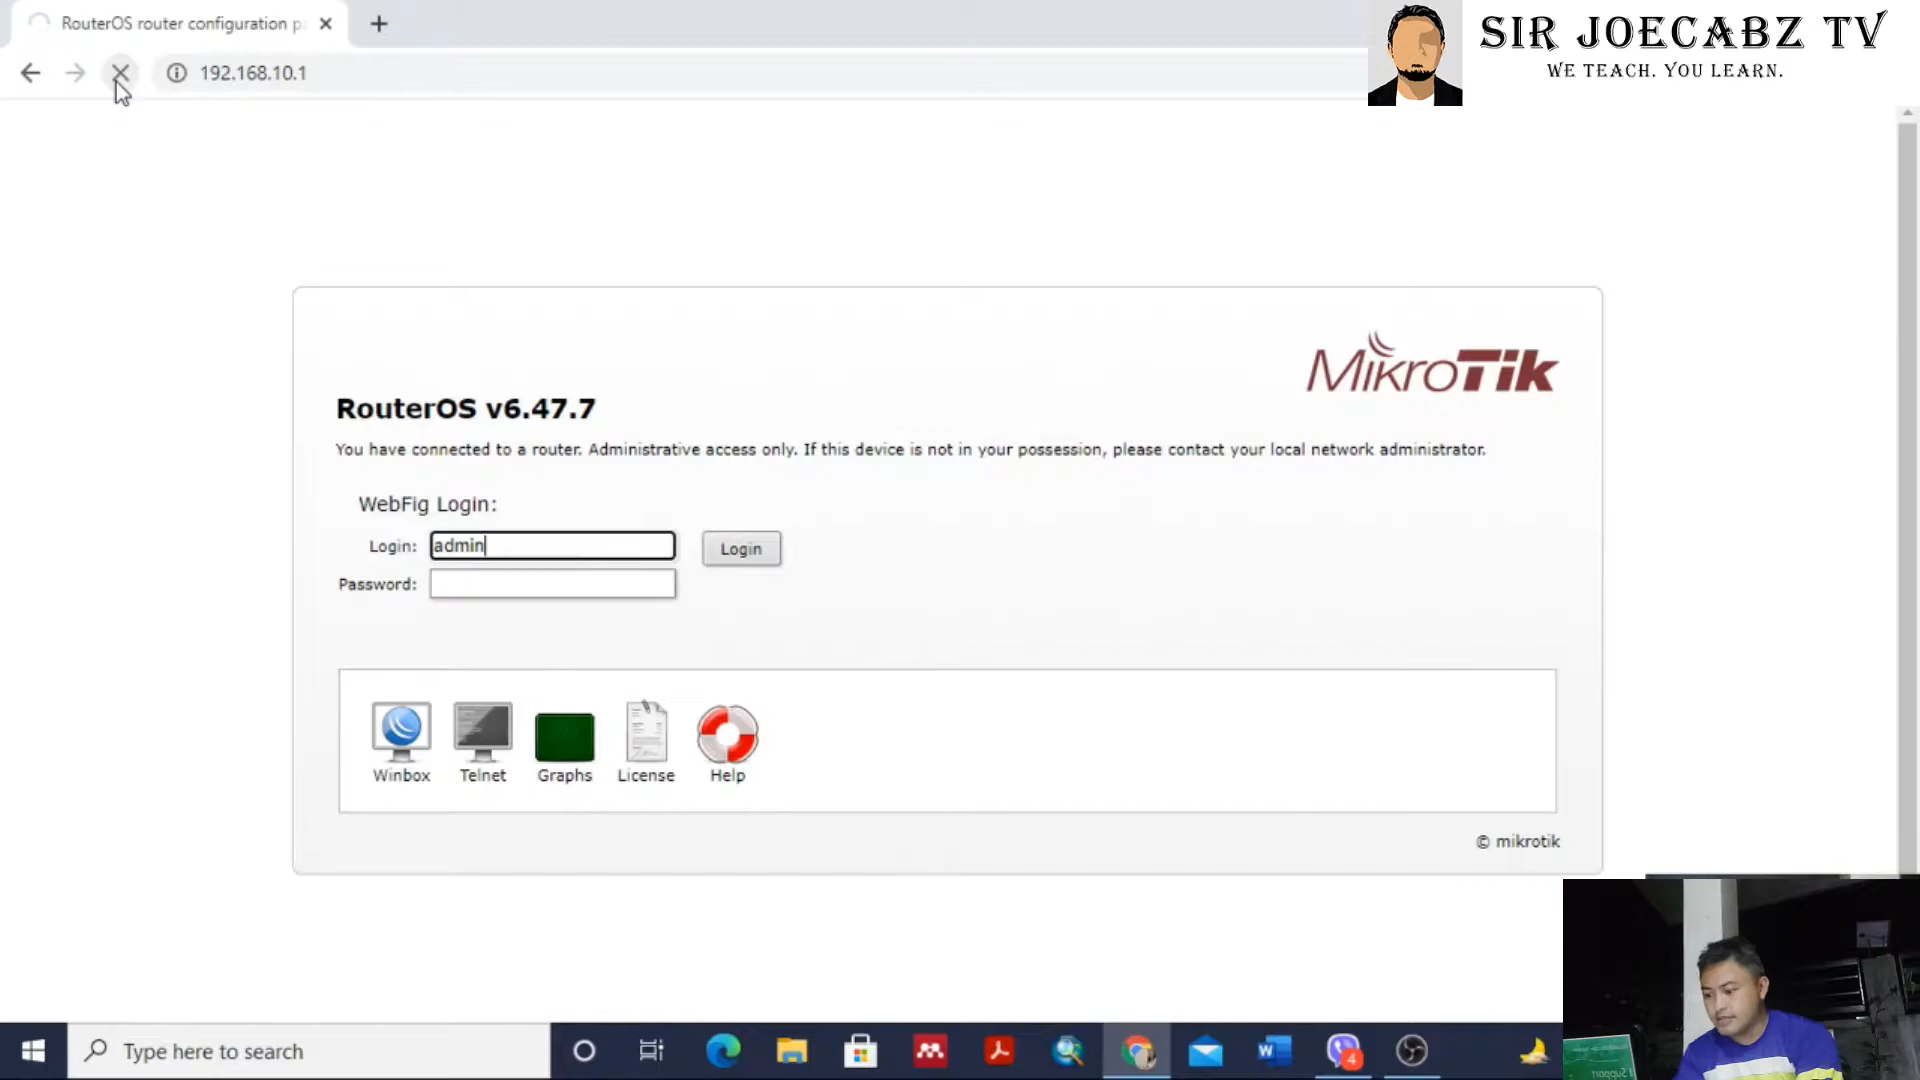 RouterOS router configuration p
192.168.10.1
SIR JOECABZ TV
WE TEACH. YOU LEARN.
MikroTik
RouterOS v6.47.7
You have connected to a router. Administrative access only. If this device is not in your possession, please contact your local network administrator.
WebFig Login:
Login: admin
Login
Password:
Winbox
Telnet
Graphs
License
Help
© mikrotik
Type here to search
4